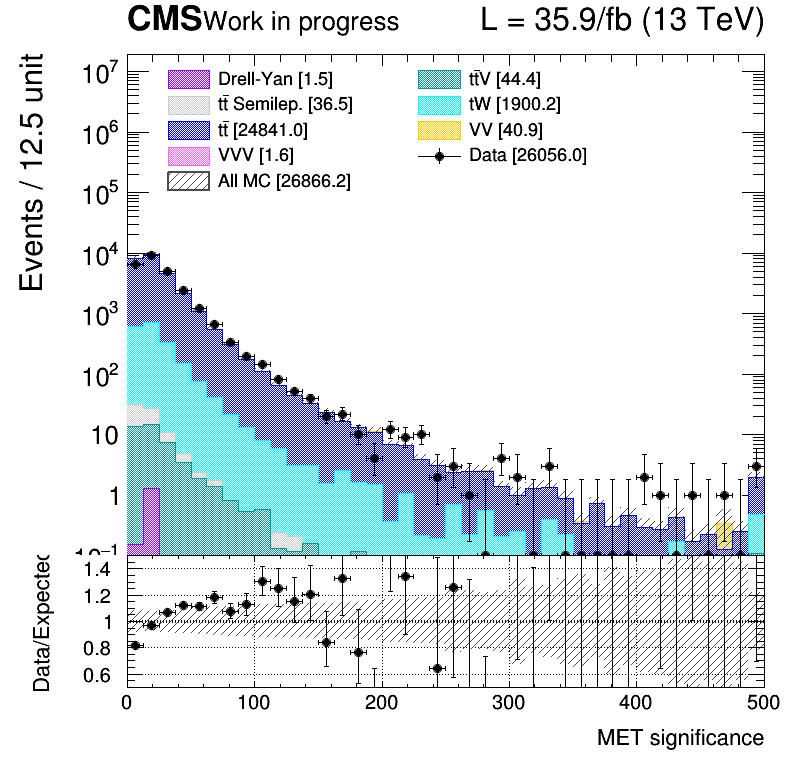 CMS Work in progress L = 35.9/fb (13 TeV)
Events / 12.5 unit
Drell-Yan [1.5] tt̄V [44.4]
tt̄ Semilep. [36.5] tW [1900.2]
tt̄ [24841.0] VV [40.9]
VVV [1.6] Data [26056.0]
All MC [26866.2]
10⁷
10⁶
10⁵
10⁴
10³
10²
10
1
10⁻¹
Data/Expected
1.4
1.2
1
0.8
0.6
0 100 200 300 400 500
MET significance